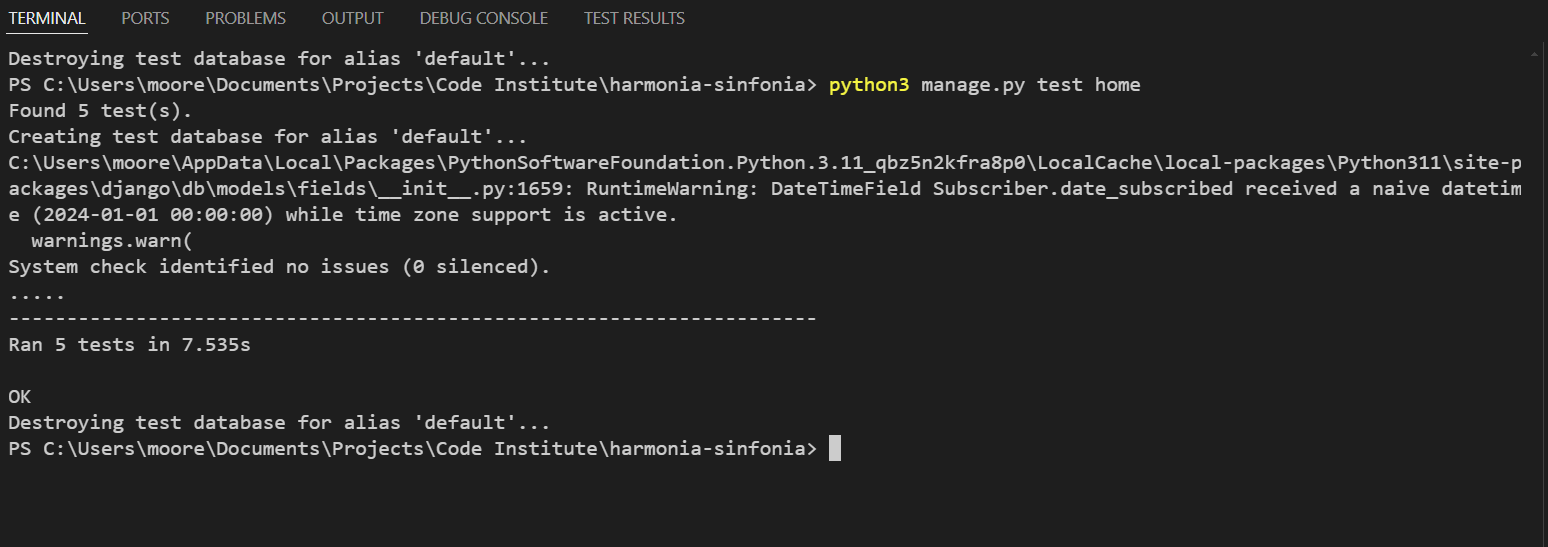 TERMINAL PORTS PROBLEMS OUTPUT DEBUG CONSOLE TEST RESULTS
Destroying test database for alias 'default'...
PS C:\Users\moore\Documents\Projects\Code Institute\harmonia-sinfonia> python3 manage.py test home
Found 5 test(s).
Creating test database for alias 'default'...
C:\Users\moore\AppData\Local\Packages\PythonSoftwareFoundation.Python.3.11_qbz5n2kfra8p0\LocalCache\local-packages\Python311\site-p
ackages\django\db\models\fields\__init__.py:1659: RuntimeWarning: DateTimeField Subscriber.date_subscribed received a naive datetim
e (2024-01-01 00:00:00) while time zone support is active.
  warnings.warn(
System check identified no issues (0 silenced).
.....
----------------------------------------------------------------------
Ran 5 tests in 7.535s

OK
Destroying test database for alias 'default'...
PS C:\Users\moore\Documents\Projects\Code Institute\harmonia-sinfonia>